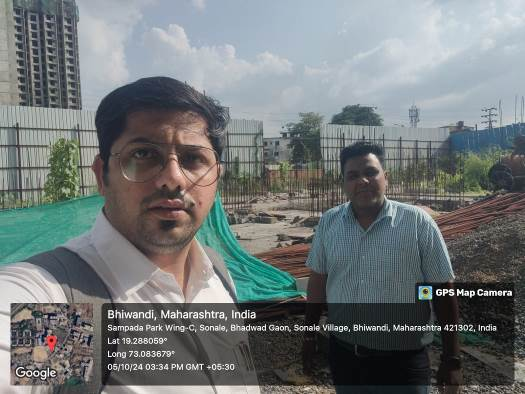 GPS Map Camera
Bhiwandi, Maharashtra, India
Sampada Park Wing-C, Sonale, Bhadwad Gaon, Sonale Village, Bhiwandi, Maharashtra 421302, India
Lat 19.288059°
Long 73.083679°
05/10/24 03:34 PM GMT +05:30
Google